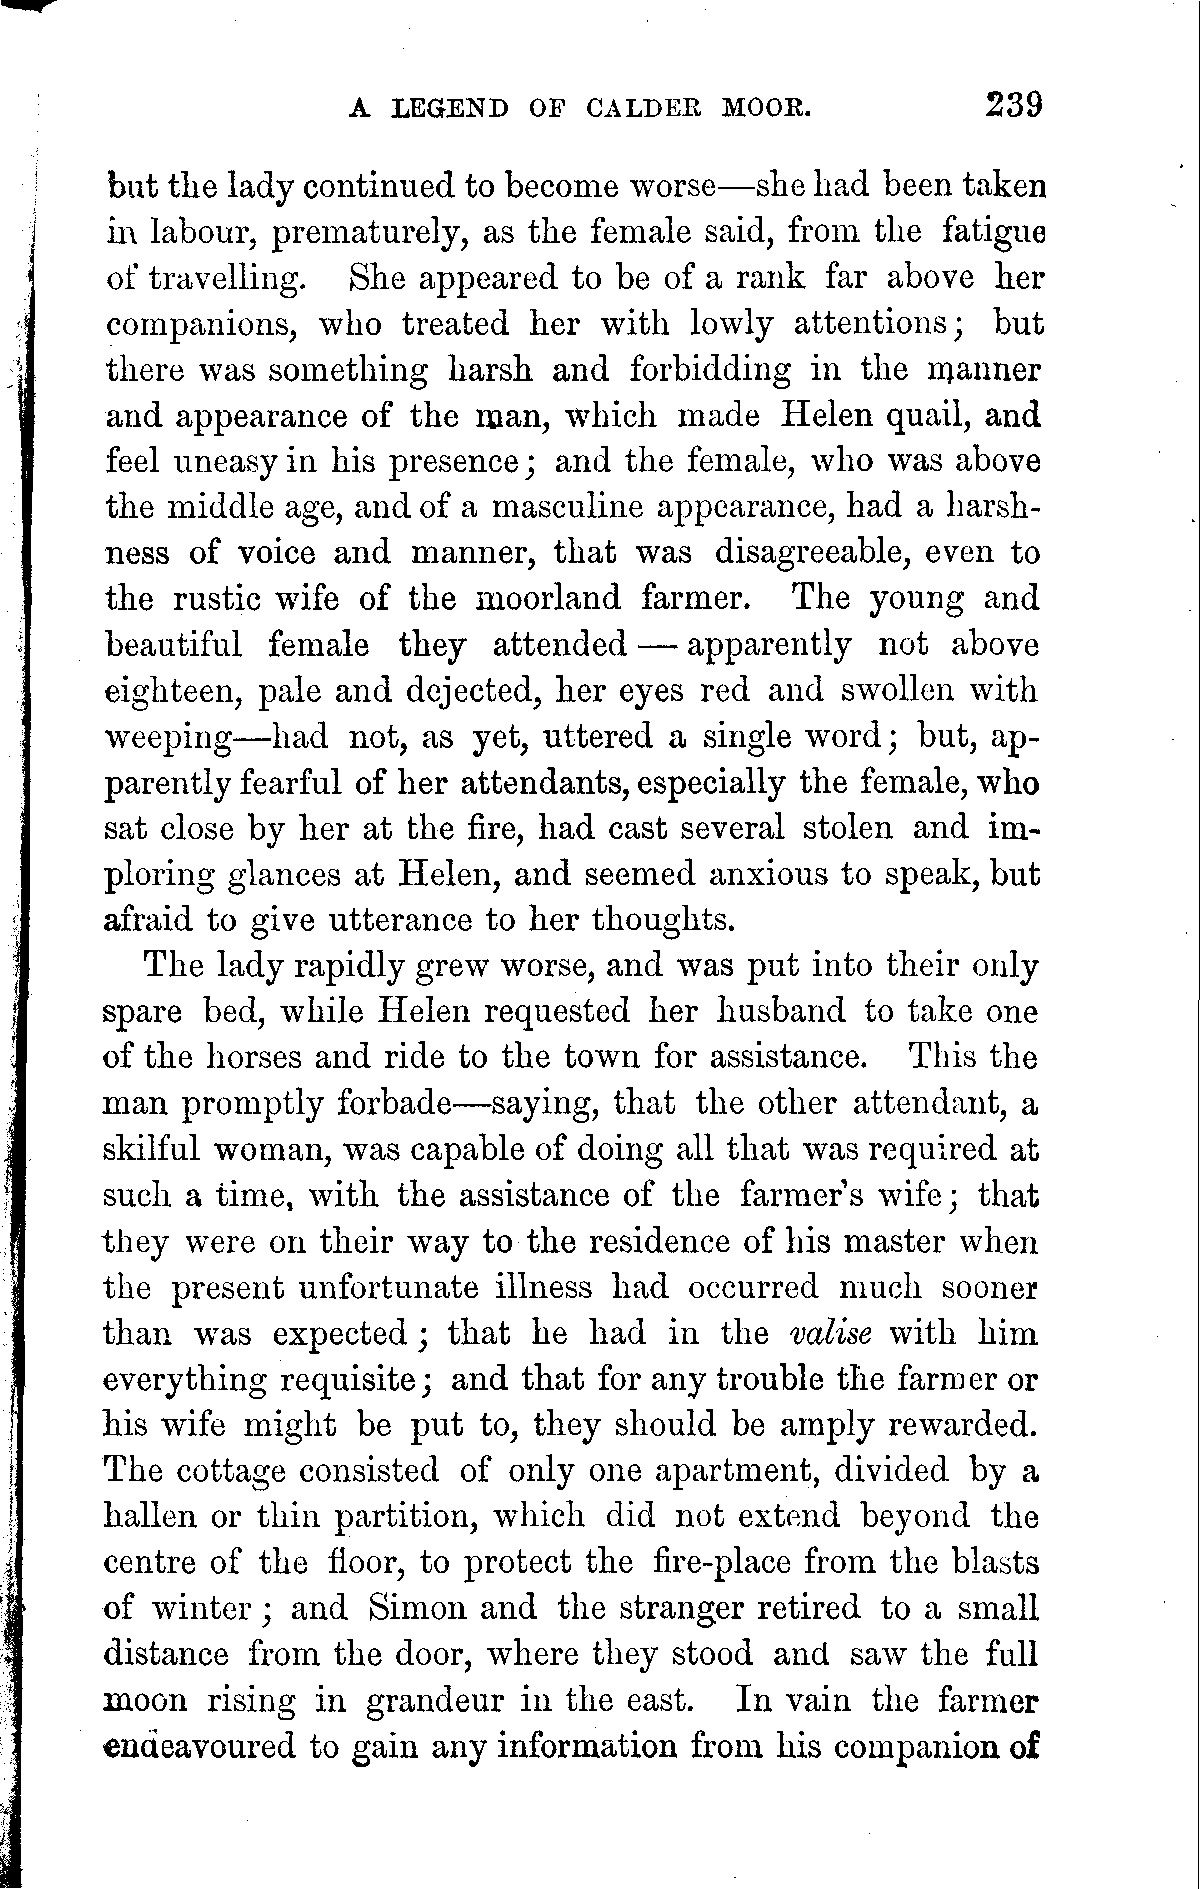 A LEGEND OF CALDER MOOR. 239
but the lady continued to become worse—she had been taken
in labour, prematurely, as the female said, from the fatigue
of travelling. She appeared to be of a rank far above her
companions, who treated her with lowly attentions; but
there was something harsh and forbidding in the manner
and appearance of the man, which made Helen quail, and
feel uneasy in his presence; and the female, who was above
the middle age, and of a masculine appearance, had a harsh-
ness of voice and manner, that was disagreeable, even to
the rustic wife of the moorland farmer. The young and
beautiful female they attended — apparently not above
eighteen, pale and dejected, her eyes red and swollen with
weeping—had not, as yet, uttered a single word; but, ap-
parently fearful of her attendants, especially the female, who
sat close by her at the fire, had cast several stolen and im-
ploring glances at Helen, and seemed anxious to speak, but
afraid to give utterance to her thoughts.
The lady rapidly grew worse, and was put into their only
spare bed, while Helen requested her husband to take one
of the horses and ride to the town for assistance. This the
man promptly forbade—saying, that the other attendant, a
skilful woman, was capable of doing all that was required at
such a time, with the assistance of the farmer's wife; that
they were on their way to the residence of his master when
the present unfortunate illness had occurred much sooner
than was expected; that he had in the valise with him
everything requisite; and that for any trouble the farmer or
his wife might be put to, they should be amply rewarded.
The cottage consisted of only one apartment, divided by a
hallen or thin partition, which did not extend beyond the
centre of the floor, to protect the fire-place from the blasts
of winter; and Simon and the stranger retired to a small
distance from the door, where they stood and saw the full
moon rising in grandeur in the east. In vain the farmer
endeavoured to gain any information from his companion of